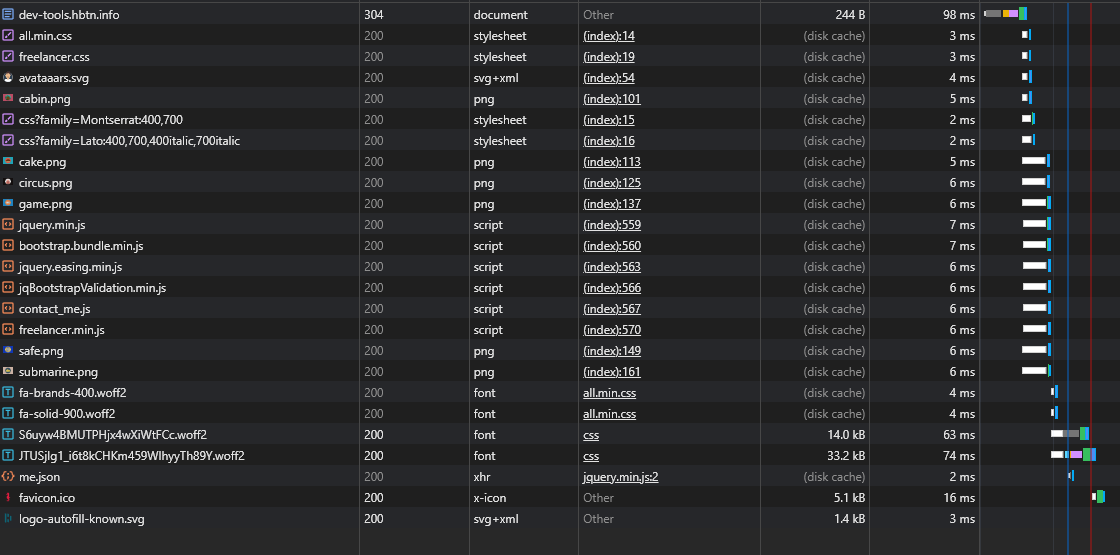 dev-tools.hbtn.info 304 document Other 244 B 98 ms
all.min.css 200 stylesheet (index):14 (disk cache) 3 ms
freelancer.css 200 stylesheet (index):19 (disk cache) 3 ms
avataaars.svg 200 svg+xml (index):54 (disk cache) 4 ms
cabin.png 200 png (index):101 (disk cache) 5 ms
css?family=Montserrat:400,700 200 stylesheet (index):15 (disk cache) 2 ms
css?family=Lato:400,700,400italic,700italic 200 stylesheet (index):16 (disk cache) 2 ms
cake.png 200 png (index):113 (disk cache) 5 ms
circus.png 200 png (index):125 (disk cache) 6 ms
game.png 200 png (index):137 (disk cache) 6 ms
jquery.min.js 200 script (index):559 (disk cache) 7 ms
bootstrap.bundle.min.js 200 script (index):560 (disk cache) 7 ms
jquery.easing.min.js 200 script (index):563 (disk cache) 6 ms
jqBootstrapValidation.min.js 200 script (index):566 (disk cache) 6 ms
contact_me.js 200 script (index):567 (disk cache) 6 ms
freelancer.min.js 200 script (index):570 (disk cache) 6 ms
safe.png 200 png (index):149 (disk cache) 6 ms
submarine.png 200 png (index):161 (disk cache) 6 ms
fa-brands-400.woff2 200 font all.min.css (disk cache) 4 ms
fa-solid-900.woff2 200 font all.min.css (disk cache) 4 ms
S6uyw4BMUTPHjx4wXiWtFCc.woff2 200 font css 14.0 kB 63 ms
JTUSjIg1_i6t8kCHKm459WlhyyTh89Y.woff2 200 font css 33.2 kB 74 ms
me.json 200 xhr jquery.min.js:2 (disk cache) 2 ms
favicon.ico 200 x-icon Other 5.1 kB 16 ms
logo-autofill-known.svg 200 svg+xml Other 1.4 kB 3 ms